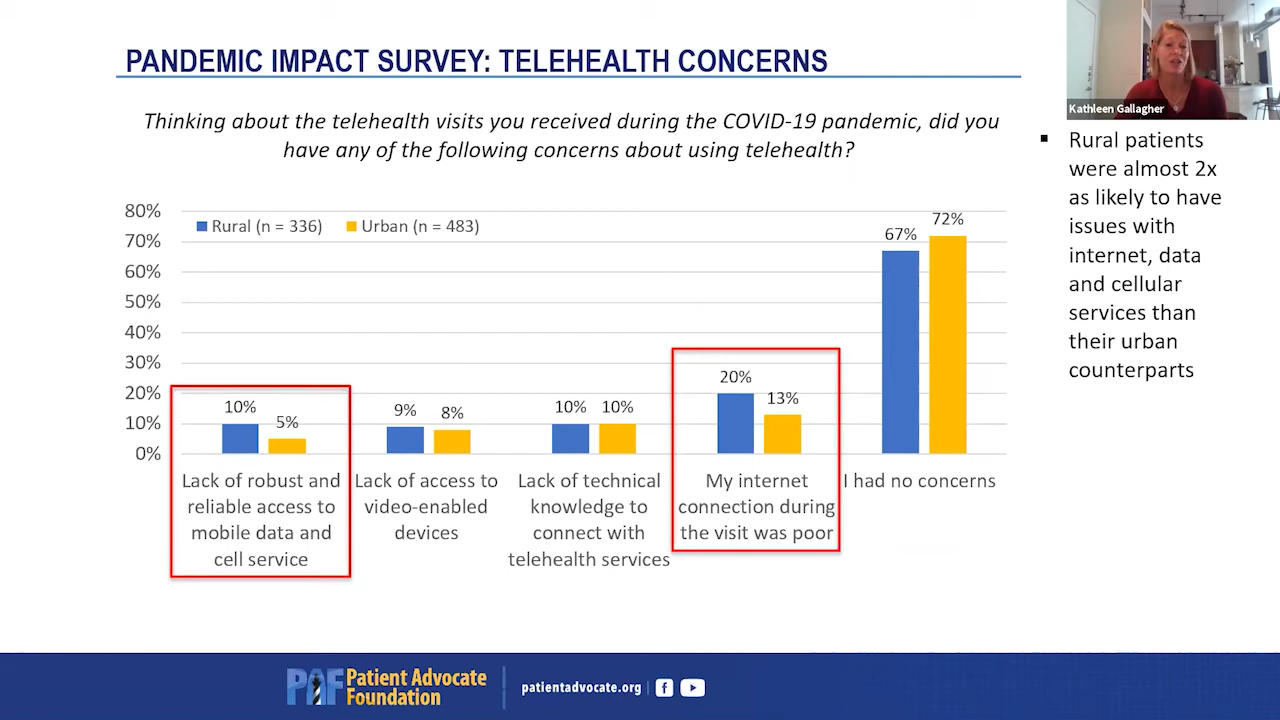 PANDEMIC IMPACT SURVEY: TELEHEALTH CONCERNS
Kathleen Gallagher
Thinking about the telehealth visits you received during the COVID-19 pandemic, did you
have any of the following concerns about using telehealth?
▪ Rural patients
were almost 2x
as likely to have
issues with
internet, data
and cellular
services than
their urban
counterparts
80%
70%
60%
50%
40%
30%
20%
10%
0%
Rural (n = 336) Urban (n = 483)
10% 5%
9% 8%
10% 10%
20% 13%
67% 72%
Lack of robust and
reliable access to
mobile data and
cell service
Lack of access to
video-enabled
devices
Lack of technical
knowledge to
connect with
telehealth services
My internet
connection during
the visit was poor
I had no concerns
PAF Patient Advocate
Foundation
patientadvocate.org